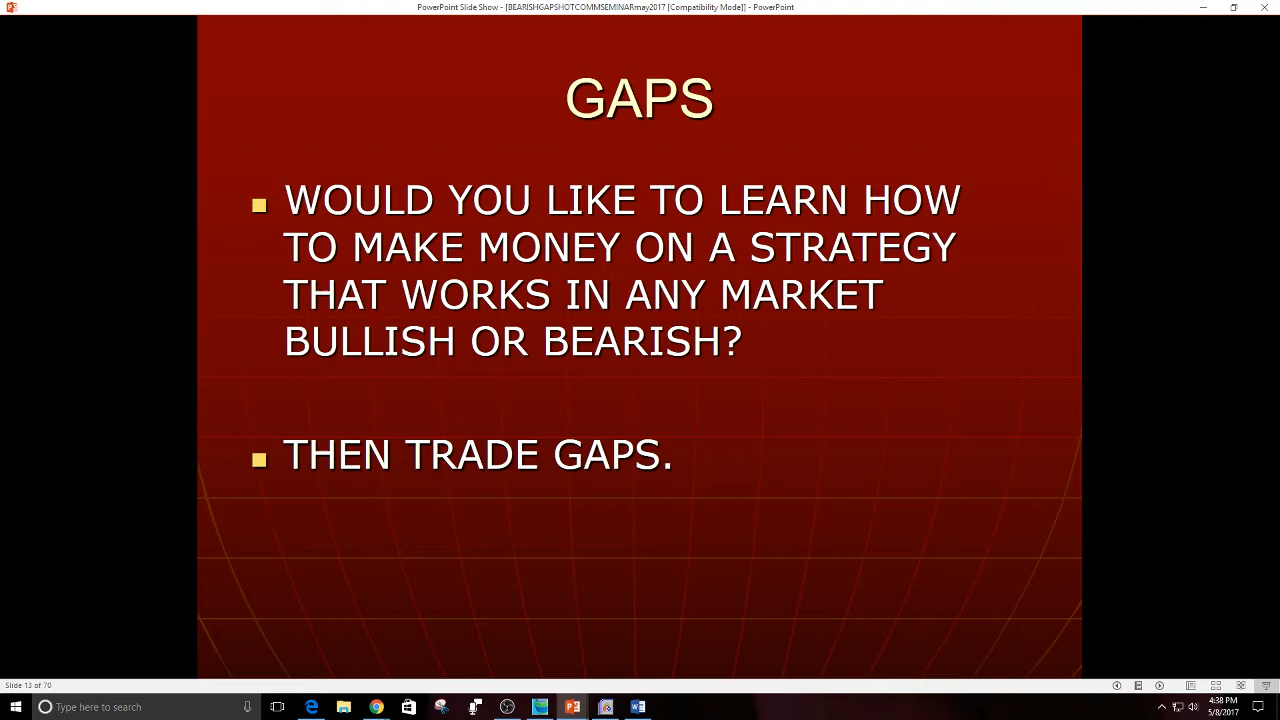 PowerPoint Slide Show - [BEARISHGAPSHOTCOMMSEMINARmay2017 [Compatibility Mode]] - PowerPoint
GAPS
WOULD YOU LIKE TO LEARN HOW
TO MAKE MONEY ON A STRATEGY
THAT WORKS IN ANY MARKET
BULLISH OR BEARISH?
THEN TRADE GAPS.
Slide 13 of 70
Type here to search
4:38 PM
5/8/2017